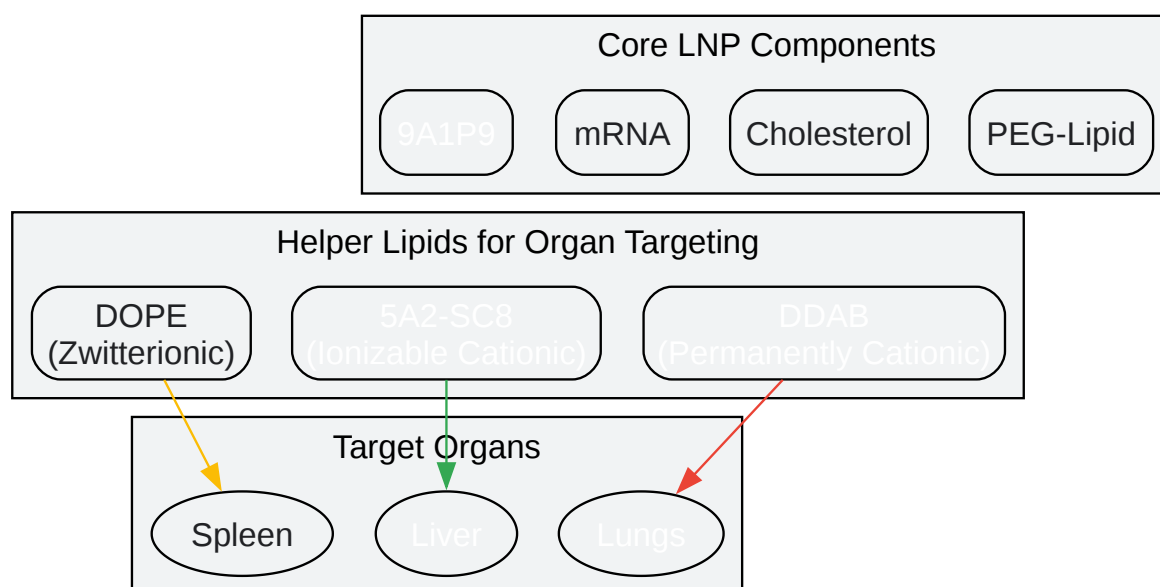 Core LNP Components
9A1P9
mRNA
Cholesterol
PEG-Lipid
Helper Lipids for Organ Targeting
DOPE
(Zwitterionic)
5A2-SC8
(Ionizable Cationic)
DDAB
(Permanently Cationic)
Target Organs
Spleen
Liver
Lungs